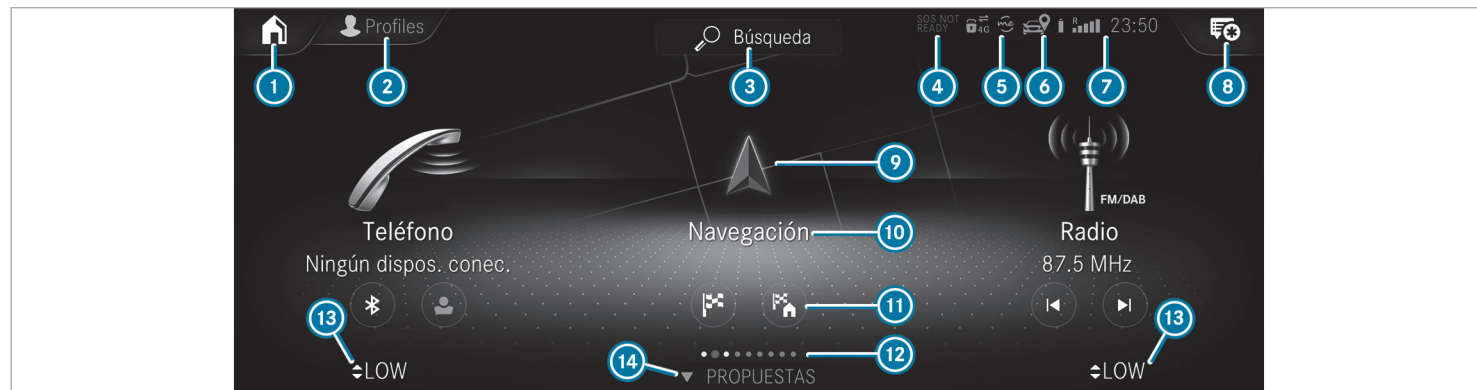 Profiles
Búsqueda
SOS NOT
READY
4G
me
R
23:50
1
2
3
4
5
6
7
8
9
FM/DAB
Teléfono
Navegación
10
Radio
Ningún dispos. conec.
87.5 MHz
11
13
13
12
14
LOW
PROPUESTAS
LOW